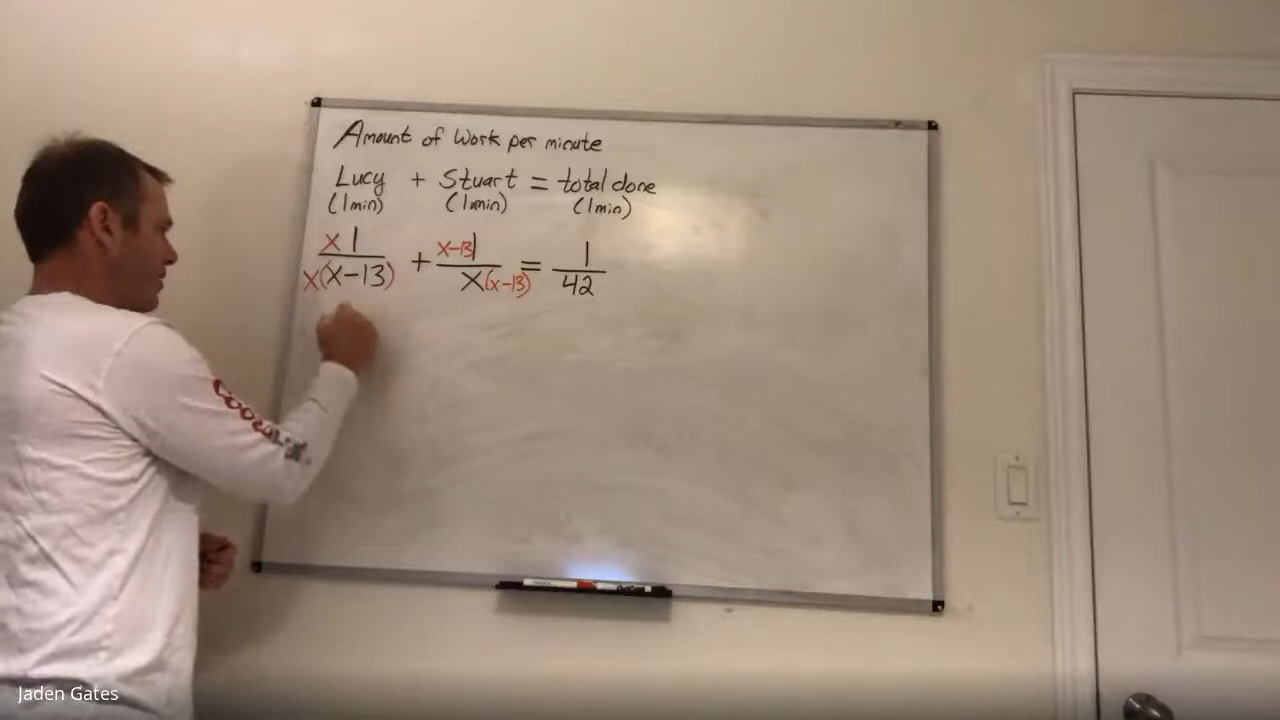 Amount of Work per minute
Lucy + Stuart = total done
(1min) (1min) (1min)
x 1 x-13 1 1
+ =
x(x-13) x(x-13) 42
Jaden Gates